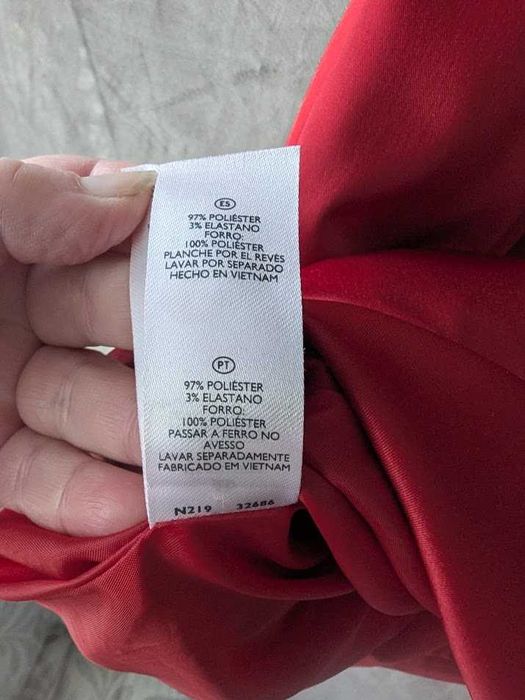 ES
97% POLIÉSTER
3% ELASTANO
FORRO:
100% POLIÉSTER
PLANCHE POR EL REVÉS
LAVAR POR SEPARADO
HECHO EN VIETNAM
PT
97% POLIÉSTER
3% ELASTANO
FORRO:
100% POLIÉSTER
PASSAR A FERRO NO
AVESSO
LAVAR SEPARADAMENTE
FABRICADO EM VIETNAM
N219 32686